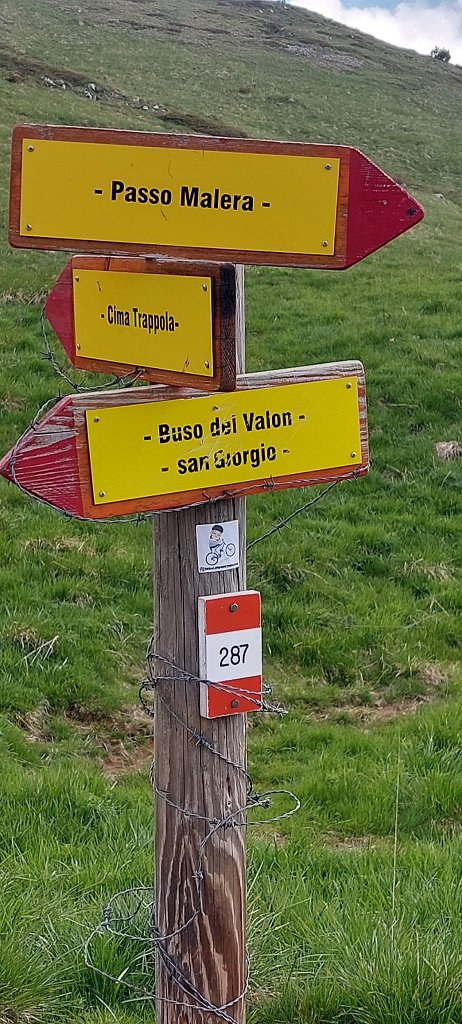 - Passo Malera -
- Cima Trappola-
- Buso del Valon -
- san Giorgio -
287